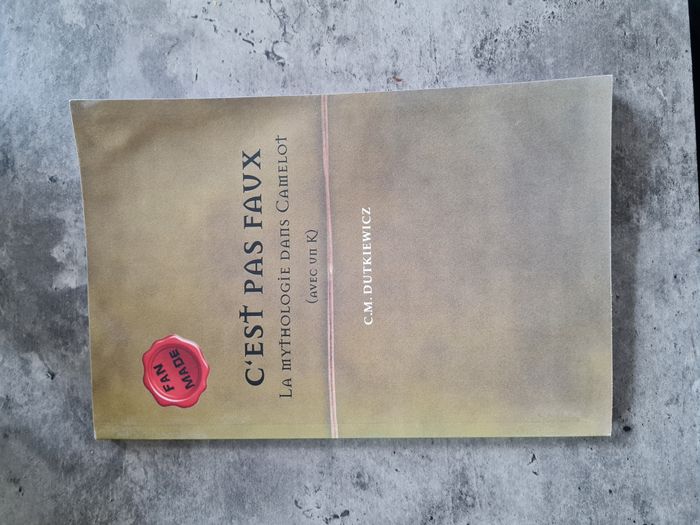 FAN
MADE
C'EST PAS FAUX
La mythologie dans Camelot
(avec un K)
C.M. DUTKIEWICZ